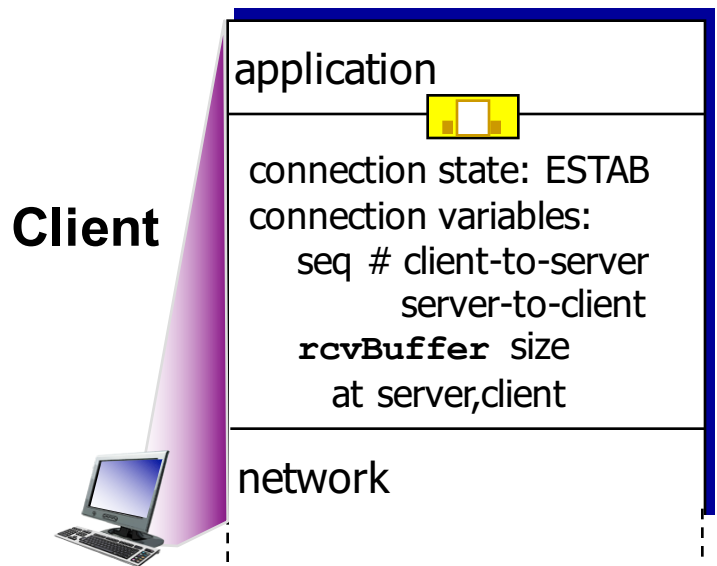 application
connection state: ESTAB
connection variables:
seq # client-to-server
server-to-client
rcvBuffer size
at server,client
Client
network